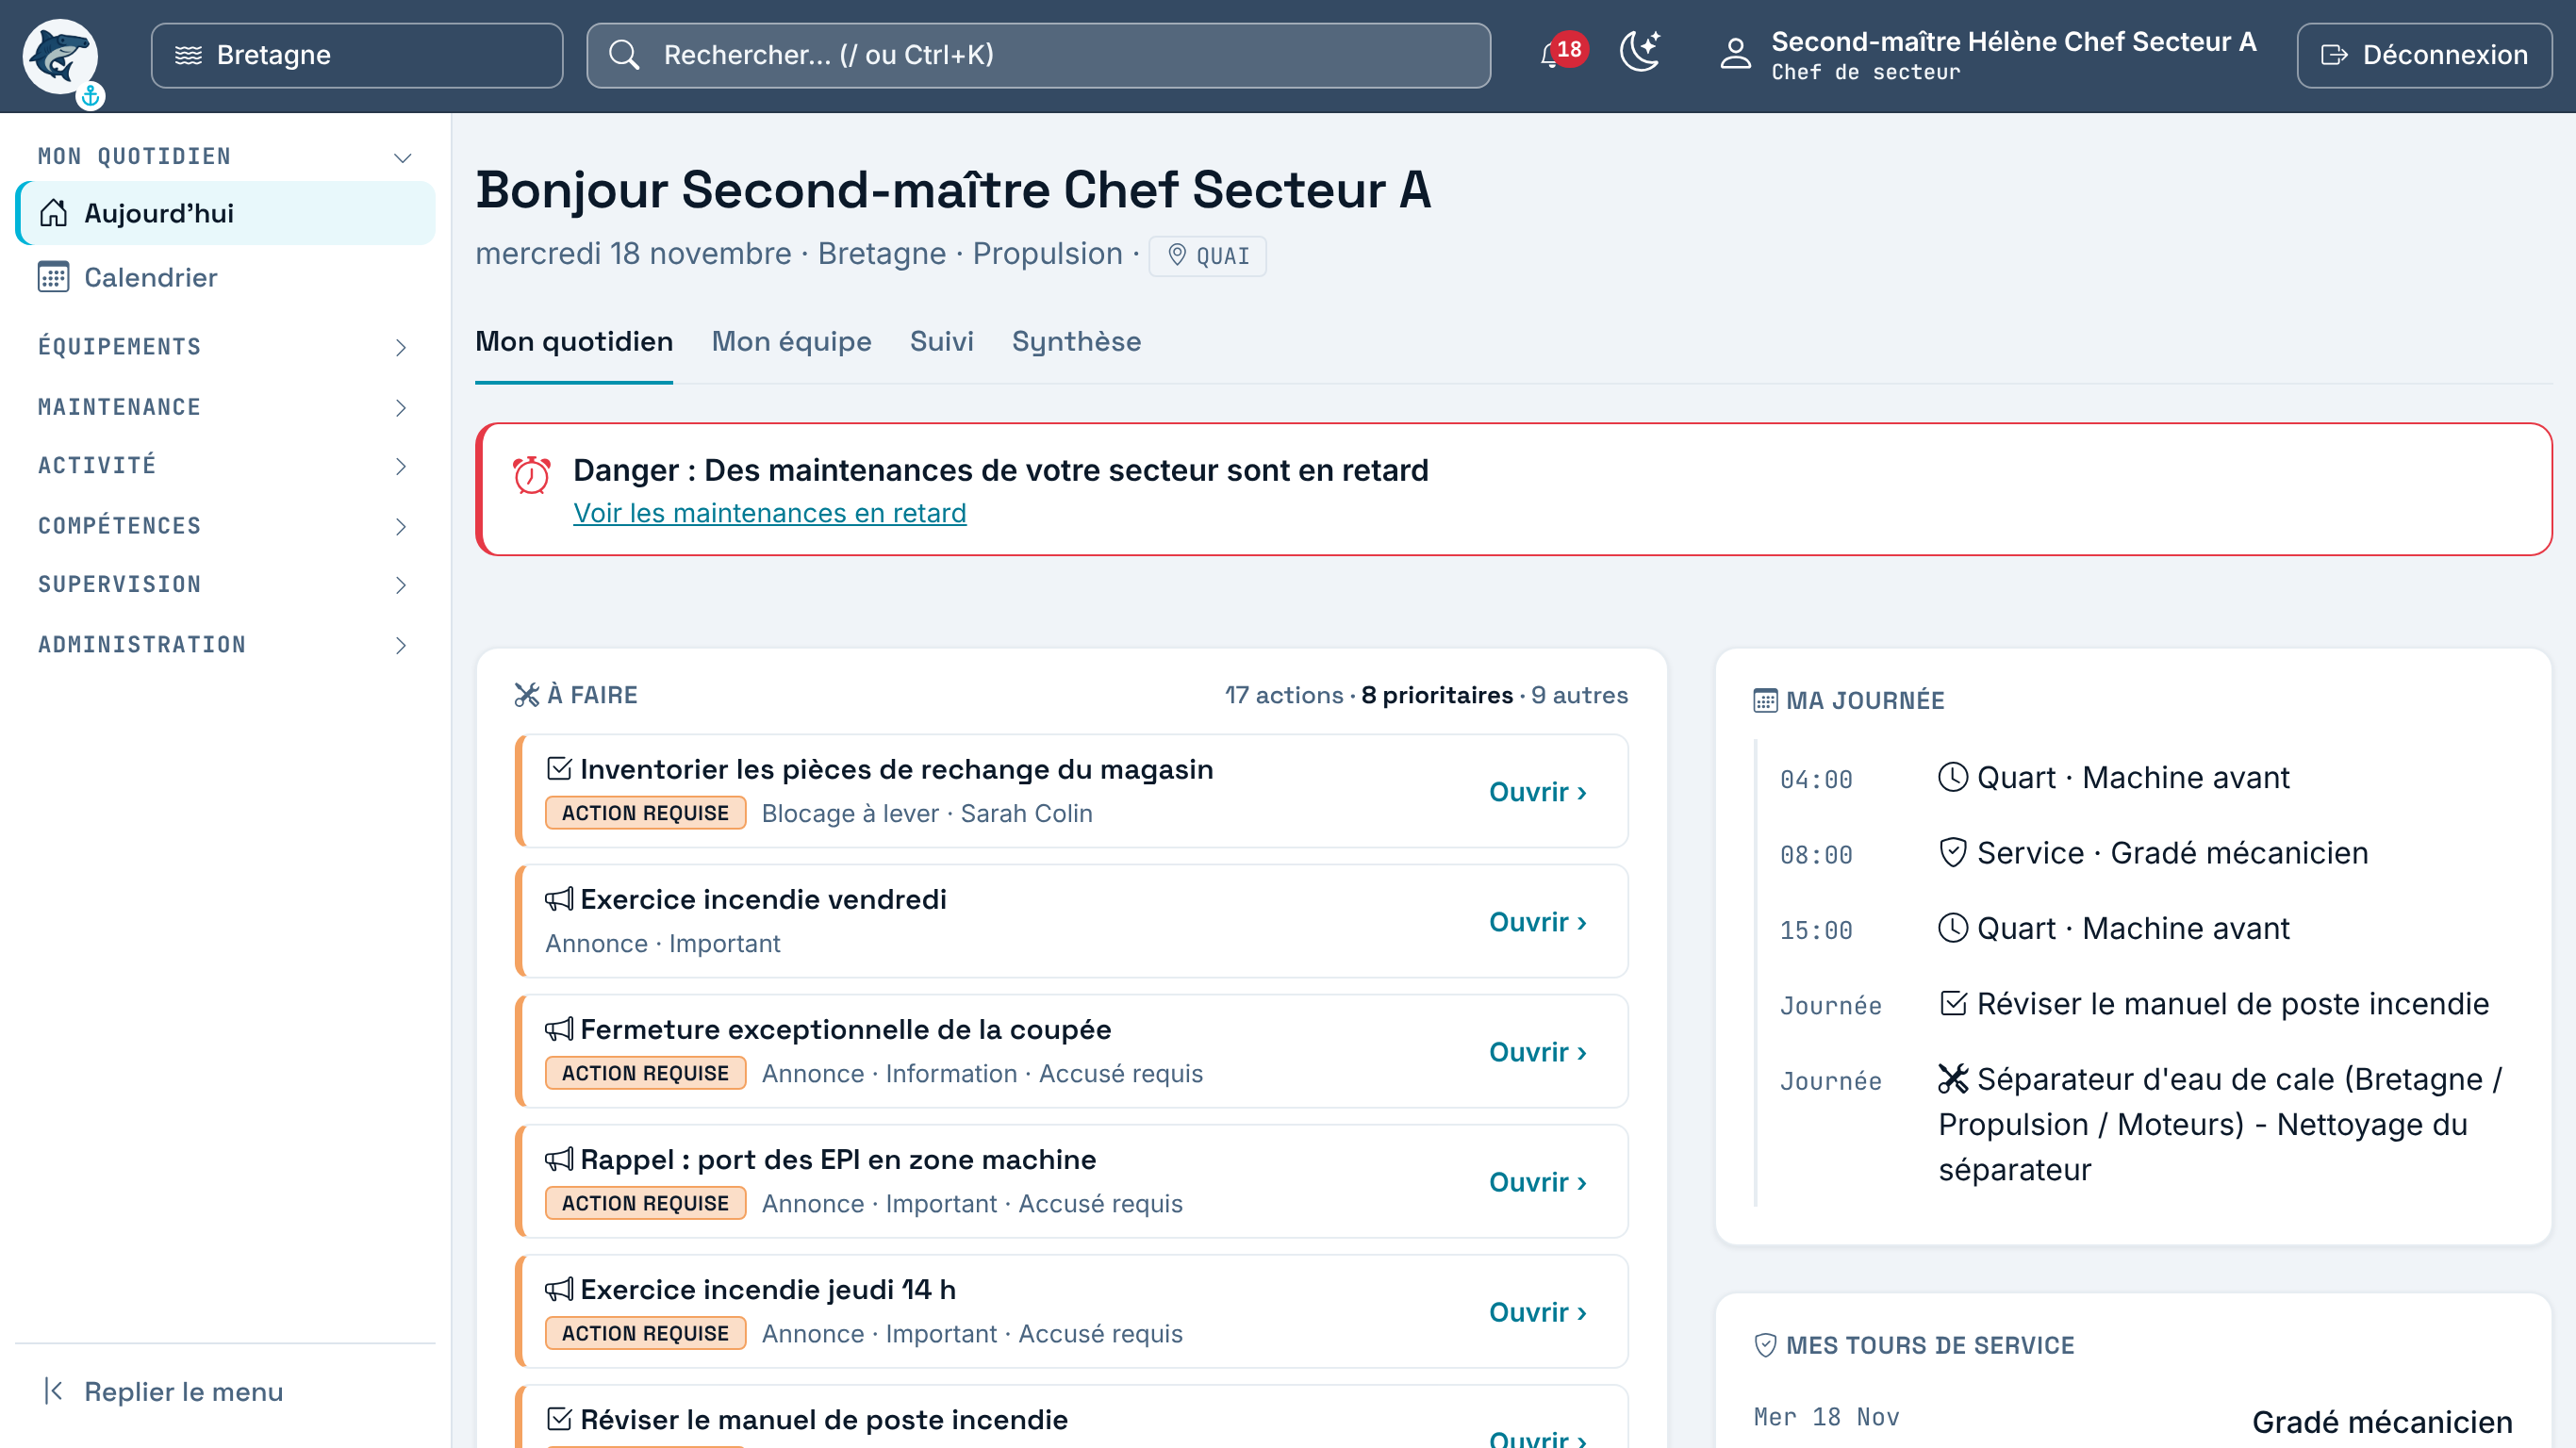 Bretagne
Rechercher... (/ ou Ctrl+K)
18
Second-maître Hélène Chef Secteur A
Chef de secteur
Déconnexion
MON QUOTIDIEN
Aujourd'hui
Calendrier
ÉQUIPEMENTS
MAINTENANCE
ACTIVITÉ
COMPÉTENCES
SUPERVISION
ADMINISTRATION
Replier le menu
Bonjour Second-maître Chef Secteur A
mercredi 18 novembre · Bretagne · Propulsion · QUAI
Mon quotidien
Mon équipe
Suivi
Synthèse
Danger : Des maintenances de votre secteur sont en retard
Voir les maintenances en retard
À FAIRE
17 actions · 8 prioritaires · 9 autres
Inventorier les pièces de rechange du magasin
ACTION REQUISE Blocage à lever · Sarah Colin
Ouvrir ›
Exercice incendie vendredi
Annonce · Important
Ouvrir ›
Fermeture exceptionnelle de la coupée
ACTION REQUISE Annonce · Information · Accusé requis
Ouvrir ›
Rappel : port des EPI en zone machine
ACTION REQUISE Annonce · Important · Accusé requis
Ouvrir ›
Exercice incendie jeudi 14 h
ACTION REQUISE Annonce · Important · Accusé requis
Ouvrir ›
Réviser le manuel de poste incendie
Ouvrir ›
MA JOURNÉE
04:00 Quart · Machine avant
08:00 Service · Gradé mécanicien
15:00 Quart · Machine avant
Journée Réviser le manuel de poste incendie
Journée Séparateur d'eau de cale (Bretagne /
Propulsion / Moteurs) - Nettoyage du
séparateur
MES TOURS DE SERVICE
Mer 18 Nov
Gradé mécanicien